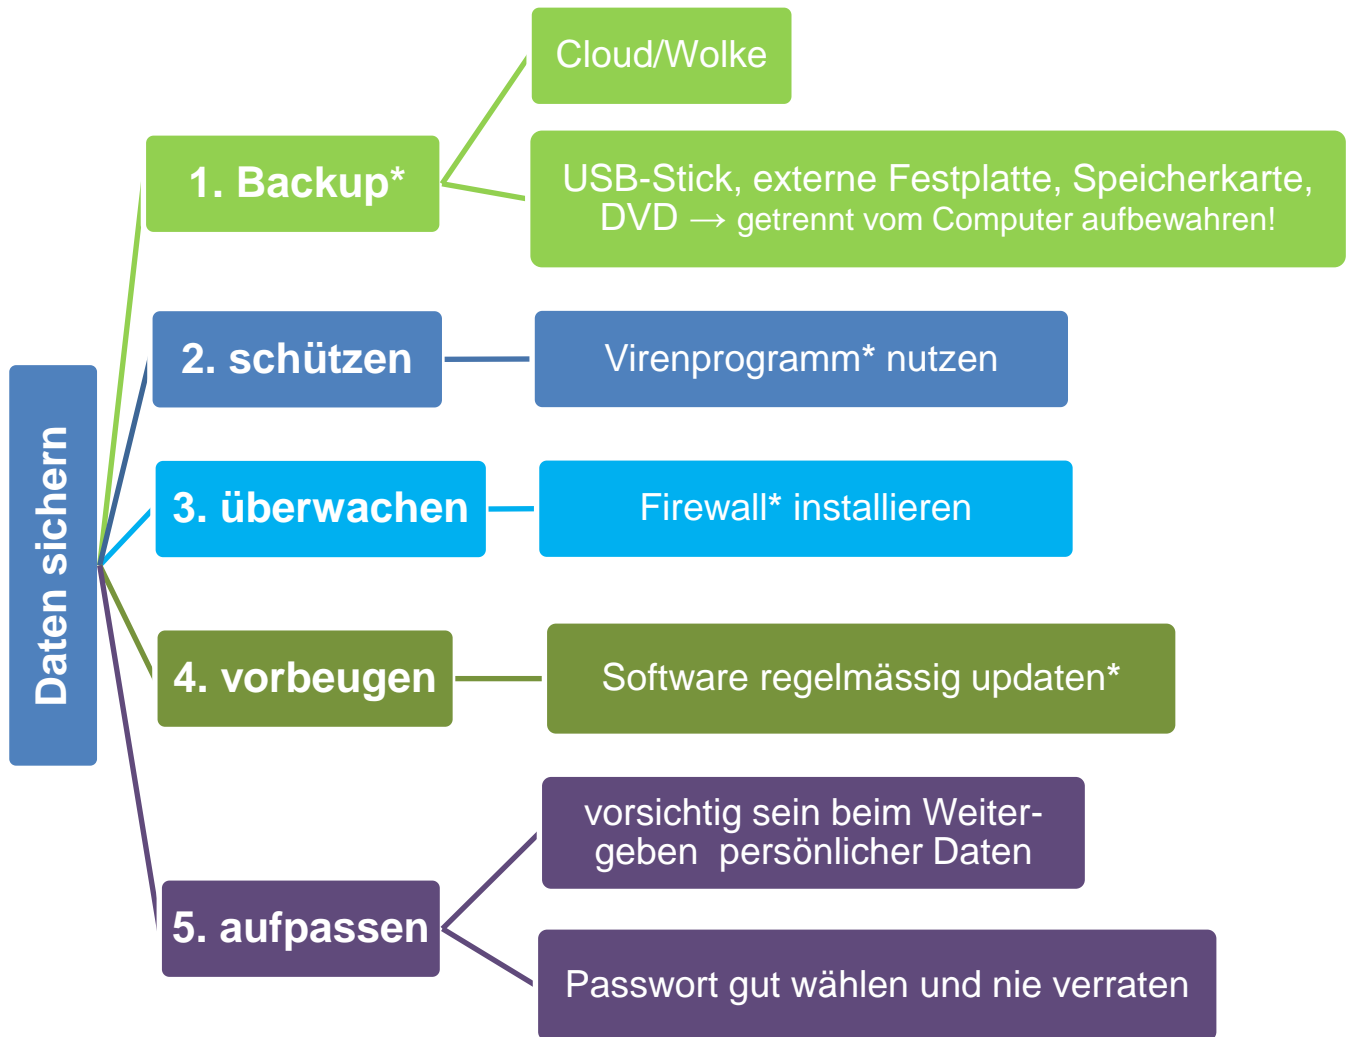 Daten sichern
1. Backup*
Cloud/Wolke
USB-Stick, externe Festplatte, Speicherkarte,
DVD → getrennt vom Computer aufbewahren!
2. schützen
Virenprogramm* nutzen
3. überwachen
Firewall* installieren
4. vorbeugen
Software regelmässig updaten*
5. aufpassen
vorsichtig sein beim Weiter-
geben  persönlicher Daten
Passwort gut wählen und nie verraten